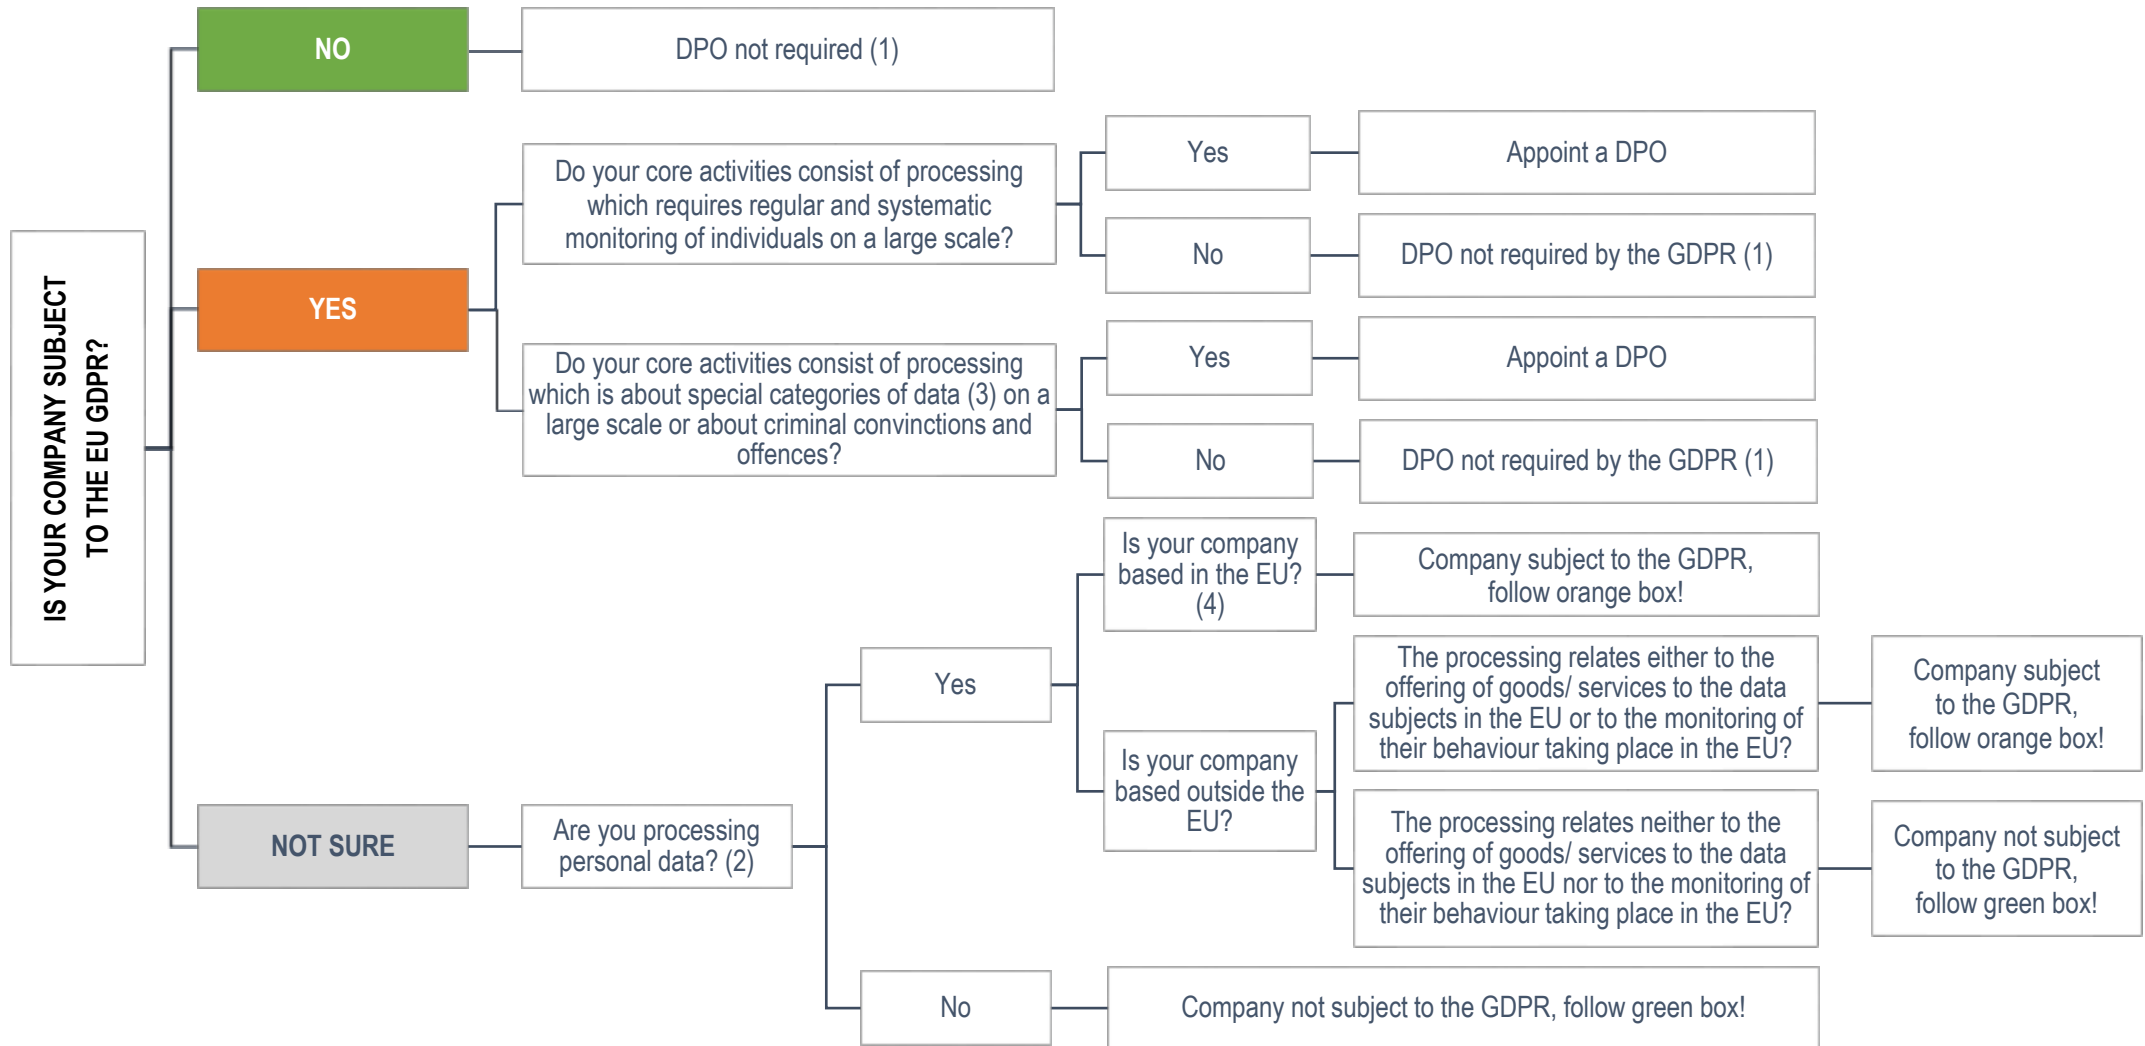 IS YOUR COMPANY SUBJECT
TO THE EU GDPR?
NO
DPO not required (1)
YES
Do your core activities consist of processing
which requires regular and systematic
monitoring of individuals on a large scale?
Yes
Appoint a DPO
No
DPO not required by the GDPR (1)
Do your core activities consist of processing
which is about special categories of data (3) on a
large scale or about criminal convinctions and
offences?
Yes
Appoint a DPO
No
DPO not required by the GDPR (1)
NOT SURE
Are you processing
personal data? (2)
Yes
Is your company
based in the EU?
(4)
Company subject to the GDPR,
follow orange box!
Is your company
based outside the
EU?
The processing relates either to the
offering of goods/ services to the data
subjects in the EU or to the monitoring of
their behaviour taking place in the EU?
Company subject
to the GDPR,
follow orange box!
The processing relates neither to the
offering of goods/ services to the data
subjects in the EU nor to the monitoring of
their behaviour taking place in the EU?
Company not subject
to the GDPR,
follow green box!
No
Company not subject to the GDPR, follow green box!